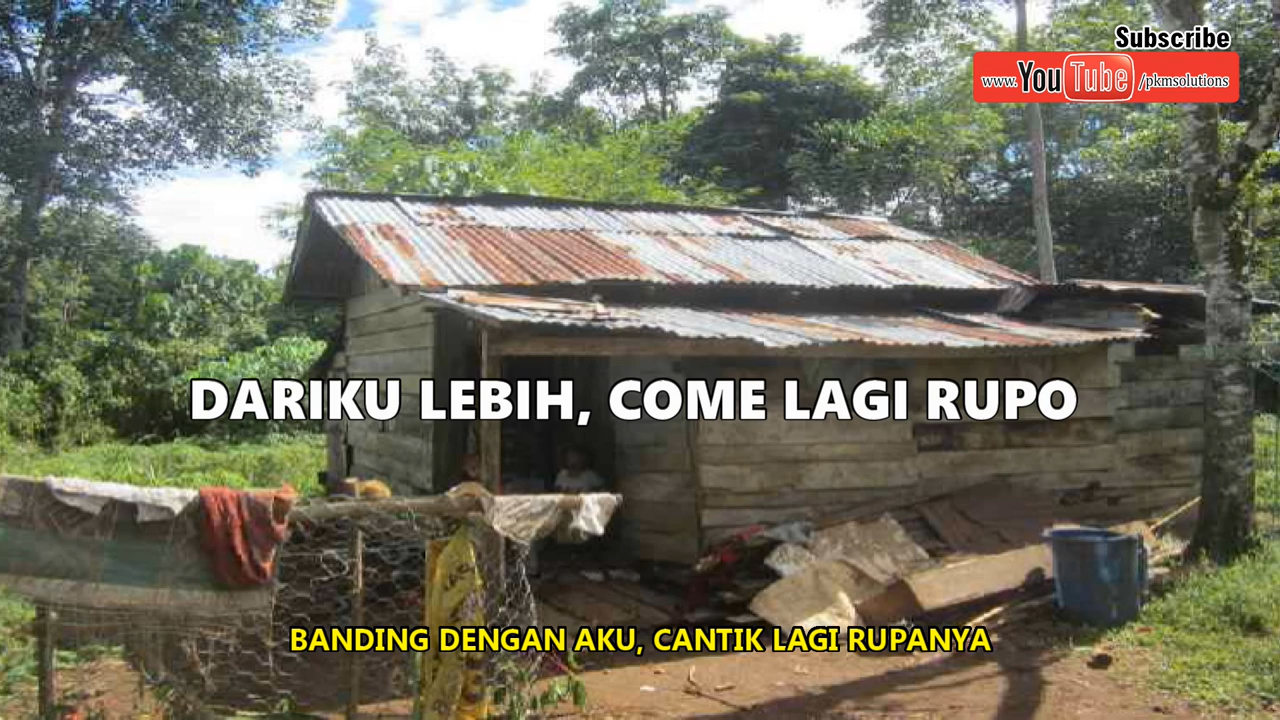 Subscribe
www.YouTube/pkmsolutions
DARIKU LEBIH, COME LAGI RUPO
BANDING DENGAN AKU, CANTIK LAGI RUPANYA